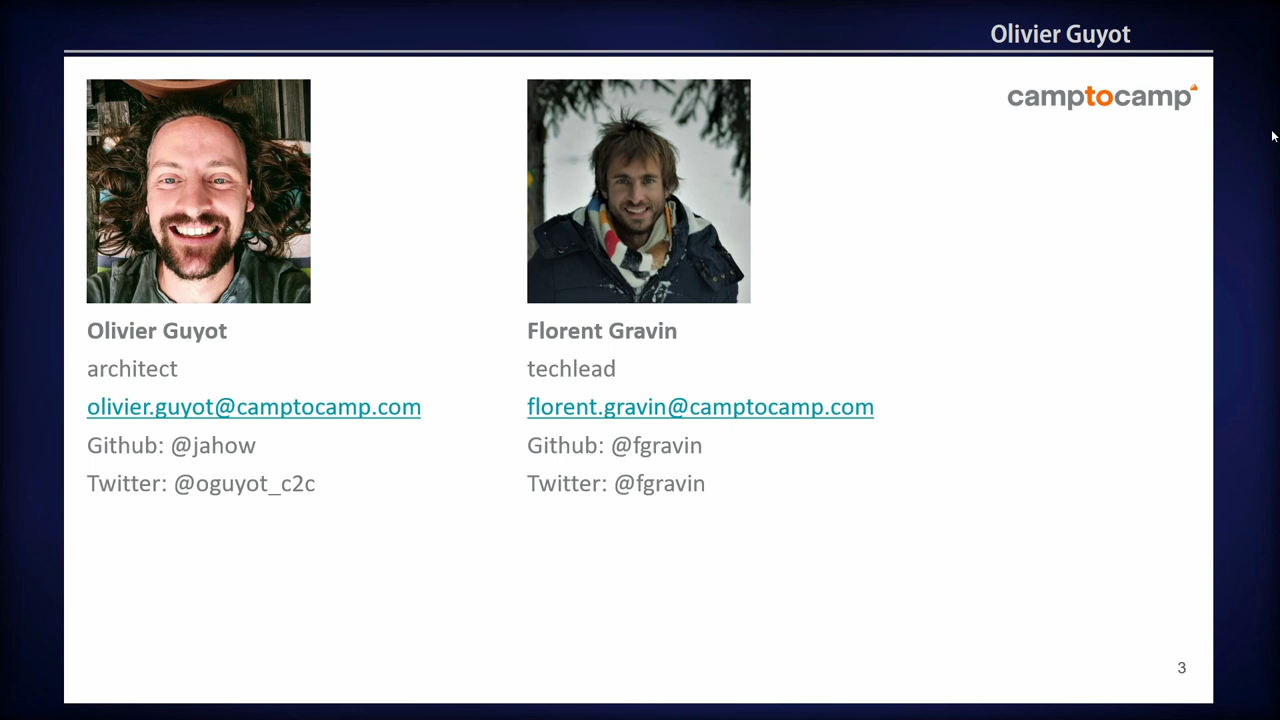 Olivier Guyot
camptocamp
Olivier Guyot
architect
olivier.guyot@camptocamp.com
Github: @jahow
Twitter: @oguyot_c2c
Florent Gravin
techlead
florent.gravin@camptocamp.com
Github: @fgravin
Twitter: @fgravin
3